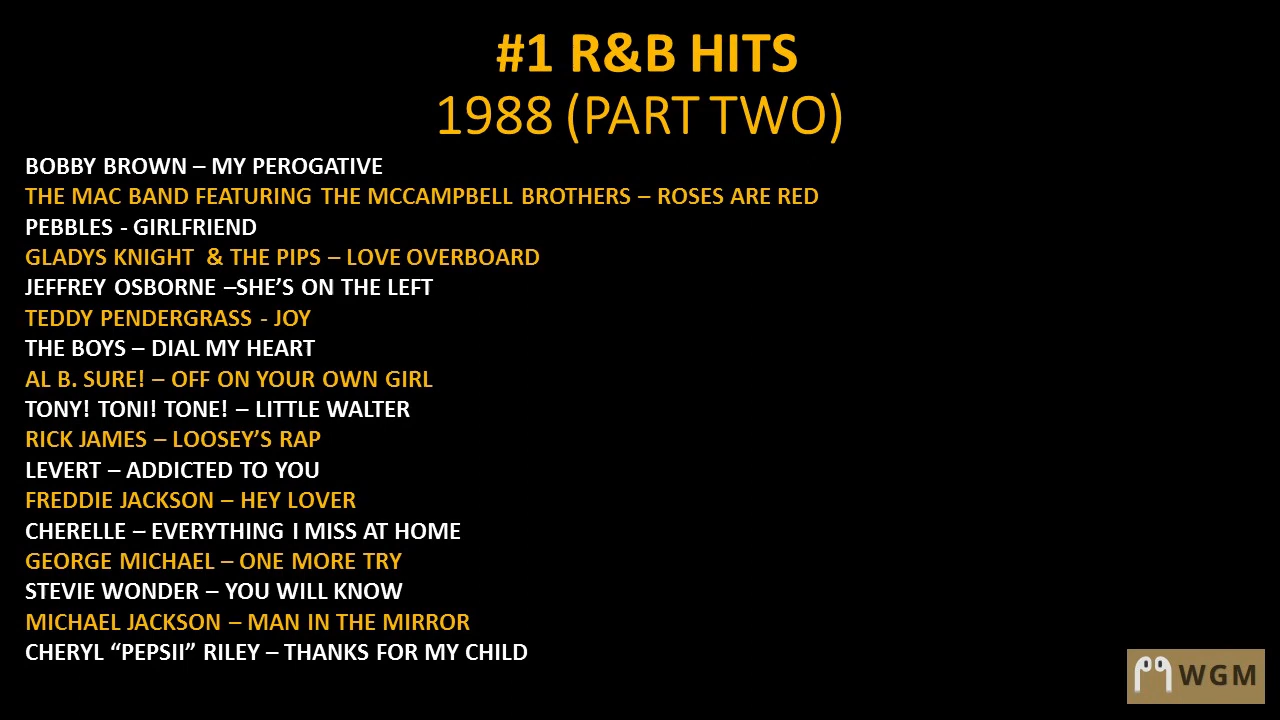 #1 R&B HITS
1988 (PART TWO)
BOBBY BROWN – MY PEROGATIVE
THE MAC BAND FEATURING THE MCCAMPBELL BROTHERS – ROSES ARE RED
PEBBLES - GIRLFRIEND
GLADYS KNIGHT & THE PIPS – LOVE OVERBOARD
JEFFREY OSBORNE –SHE’S ON THE LEFT
TEDDY PENDERGRASS - JOY
THE BOYS – DIAL MY HEART
AL B. SURE! – OFF ON YOUR OWN GIRL
TONY! TONI! TONE! – LITTLE WALTER
RICK JAMES – LOOSEY’S RAP
LEVERT – ADDICTED TO YOU
FREDDIE JACKSON – HEY LOVER
CHERELLE – EVERYTHING I MISS AT HOME
GEORGE MICHAEL – ONE MORE TRY
STEVIE WONDER – YOU WILL KNOW
MICHAEL JACKSON – MAN IN THE MIRROR
CHERYL “PEPSII” RILEY – THANKS FOR MY CHILD
WGM